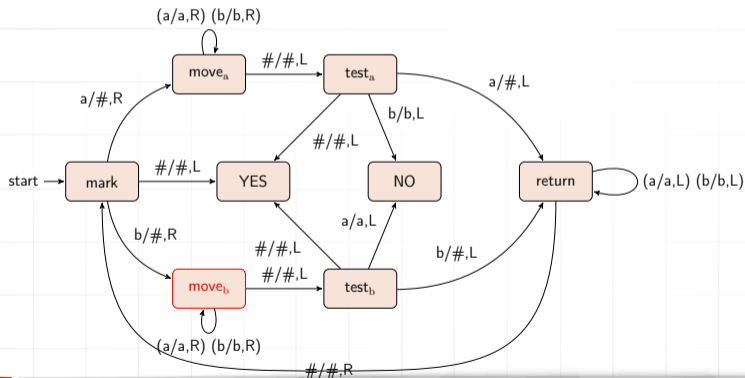 (a/a,R) (b/b,R)
move_a
#/#,L
test_a
a/#,L
a/#,R
b/b,L
#/#,L
start
mark
#/#,L
YES
NO
return
(a/a,L) (b/b,L)
b/#,R
a/a,L
#/#,L
b/#,L
move_b
#/#,L
test_b
(a/a,R) (b/b,R)
#/#,R